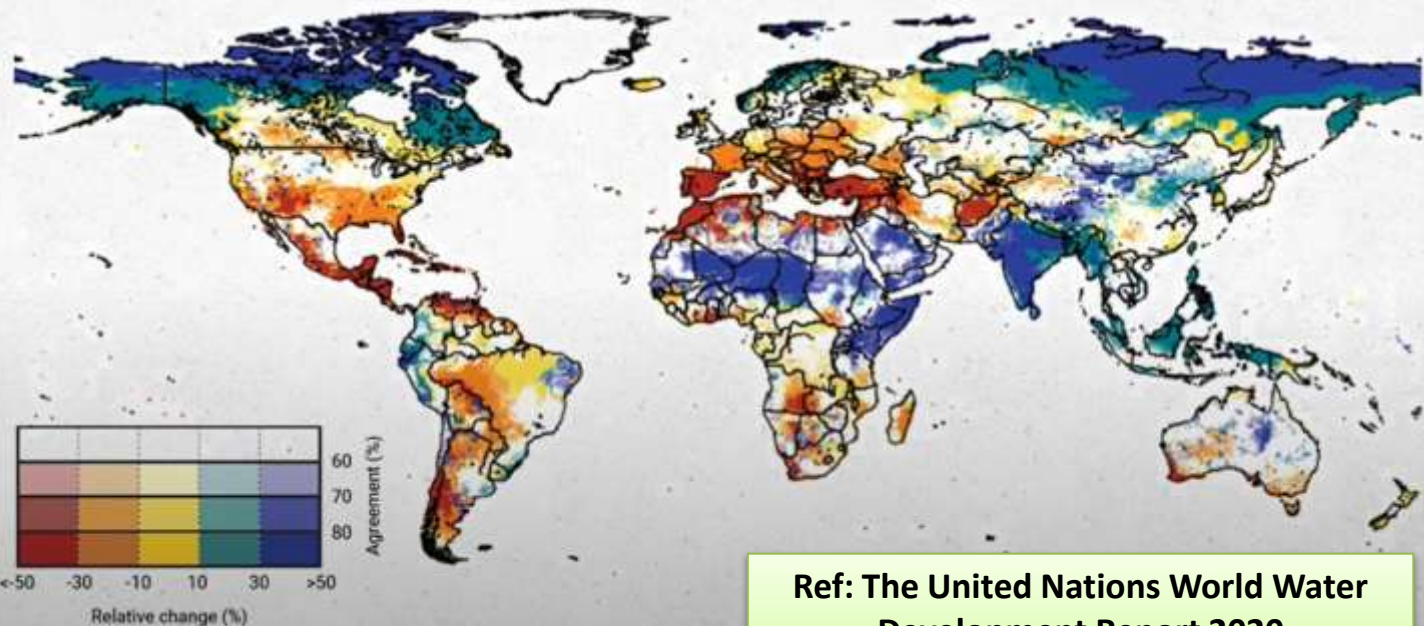 60
70
80
Agreement (%)
<-50 -30 -10 10 30 >50
Relative change (%)
Ref: The United Nations World Water
Development Report 2020